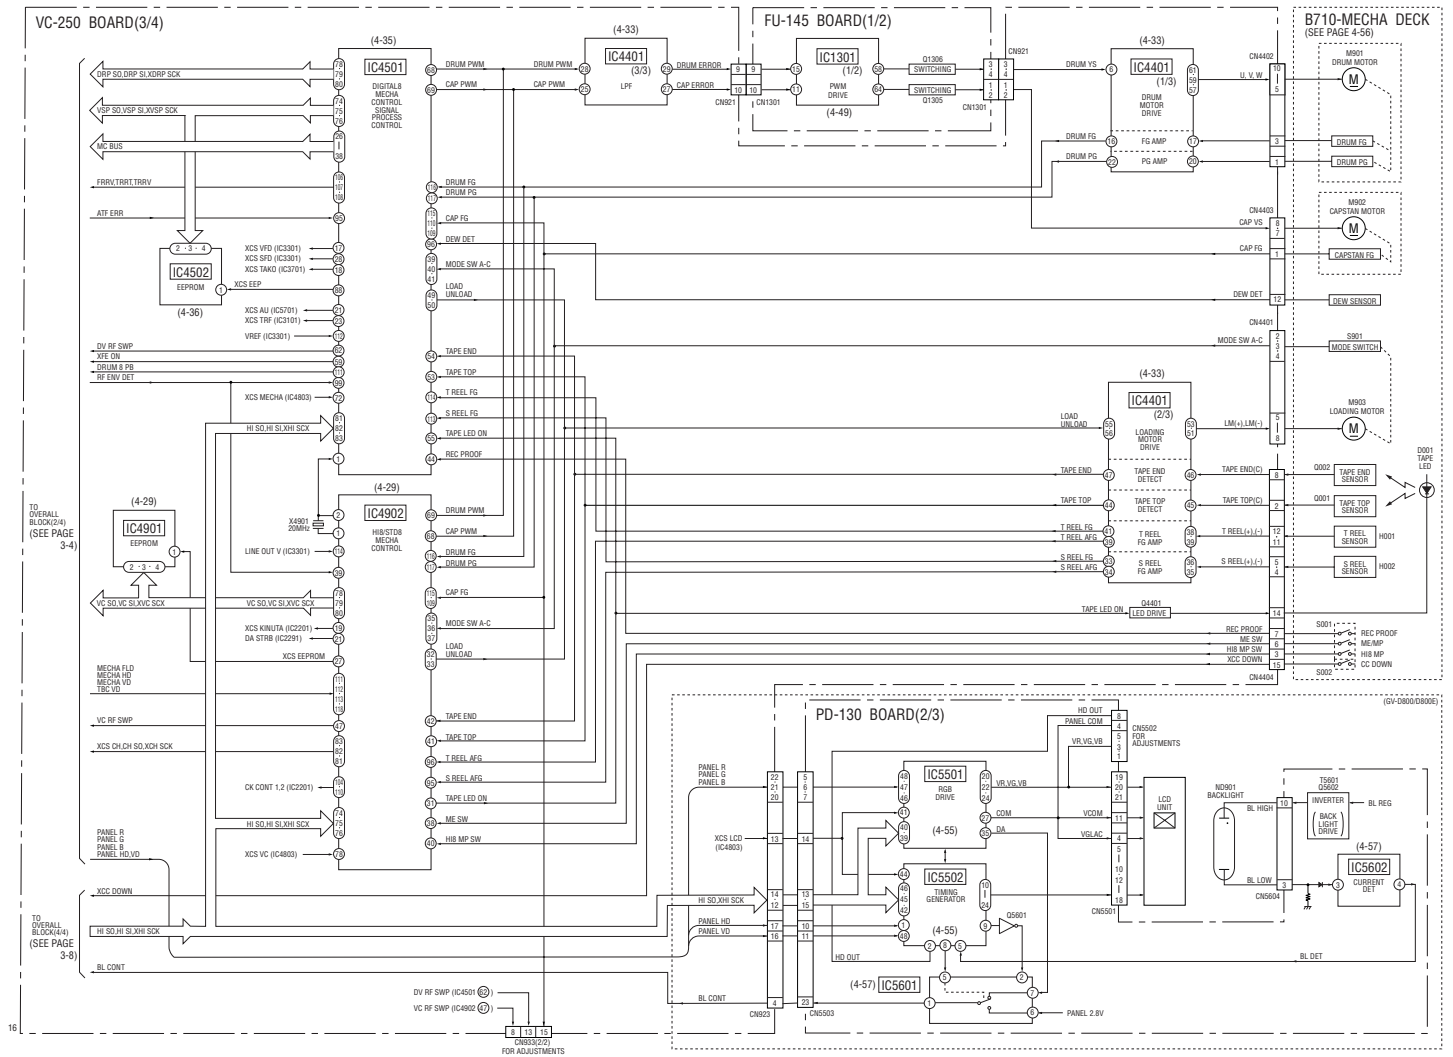 VC-250 BOARD(3/4)
FU-145 BOARD(1/2)
B710-MECHA DECK
(SEE PAGE 4-56)
(4-35)
IC4501
DIGITAL8
MECHA
CONTROL
SIGNAL
PROCESS
CONTROL
DRP SO,DRP SI,XDRP SCK
VSP SO,VSP SI,XVSP SCK
MC BUS
FRRV,TRRT,TRRV
ATF ERR
IC4502
EEPROM
(4-36)
2 · 3 · 4
XCS EEP
XCS VFD (IC3301)
XCS SFD (IC3301)
XCS TAKO (IC3701)
XCS AU (IC5701)
XCS TRF (IC3101)
VREF (IC3301)
DV RF SWP
XFE ON
DRUM 8 PB
RF ENV DET
XCS MECHA (IC4803)
HI SO,HI SI,XHI SCX
DRUM PWM
CAP PWM
DRUM FG
DRUM PG
CAP FG
DEW DET
MODE SW A-C
LOAD
UNLOAD
TAPE END
TAPE TOP
T REEL FG
S REEL FG
TAPE LED ON
REC PROOF
(4-33)
IC4401
(3/3)
LPF
DRUM PWM
CAP PWM
DRUM ERROR
CAP ERROR
CN921
CN1301
IC1301
(1/2)
PWM
DRIVE
(4-49)
Q1306
SWITCHING
SWITCHING
Q1305
CN921
CN1301
DRUM YS
(4-33)
IC4401
(1/3)
DRUM
MOTOR
DRIVE
FG AMP
PG AMP
DRUM FG
DRUM PG
U, V, W
CN4402
M901
DRUM MOTOR
M
DRUM FG
DRUM PG
CN4403
CAP VS
CAP FG
DEW DET
M902
CAPSTAN MOTOR
M
CAPSTAN FG
DEW SENSOR
CN4401
MODE SW A-C
S901
MODE SWITCH
M903
LOADING MOTOR
M
(4-33)
IC4401
(2/3)
LOADING
MOTOR
DRIVE
LOAD
UNLOAD
LM(+),LM(-)
TAPE END
TAPE END
DETECT
TAPE END(C)
Q002
TAPE END
SENSOR
TAPE TOP
TAPE TOP
DETECT
TAPE TOP(C)
Q001
TAPE TOP
SENSOR
D001
TAPE
LED
T REEL FG
T REEL AFG
T REEL
FG AMP
T REEL(+),(-)
T REEL
SENSOR
H001
S REEL FG
S REEL AFG
S REEL
FG AMP
S REEL(+),(-)
S REEL
SENSOR
H002
TAPE LED ON
Q4401
LED DRIVE
REC PROOF
ME SW
HI8 MP SW
XCC DOWN
CN4404
S001
REC PROOF
ME/MP
HI8 MP
CC DOWN
S002
TO
OVERALL
BLOCK(2/4)
(SEE PAGE
3-4)
(4-29)
IC4901
EEPROM
2 · 3 · 4
(4-29)
IC4902
HI8/STD8
MECHA
CONTROL
X4901
20MHz
LINE OUT V (IC3301)
VC SO,VC SI,XVC SCX
VC SO,VC SI,XVC SCX
XCS KINUTA (IC2201)
DA STRB (IC2291)
XCS EEPROM
MECHA FLD
MECHA HD
MECHA VD
TBC VD
VC RF SWP
XCS CH,CH SO,XCH SCK
CK CONT 1,2 (IC2201)
HI SO,HI SI,XHI SCX
XCS VC (IC4803)
DRUM PWM
CAP PWM
DRUM FG
DRUM PG
CAP FG
MODE SW A-C
LOAD
UNLOAD
TAPE END
TAPE TOP
T REEL AFG
S REEL AFG
TAPE LED ON
ME SW
HI8 MP SW
PANEL R
PANEL G
PANEL B
PANEL HD,VD
XCC DOWN
TO
OVERALL
BLOCK(4/4)
(SEE PAGE
3-8)
HI SO,HI SI,XHI SCK
BL CONT
DV RF SWP (IC4501 62)
VC RF SWP (IC4902 47)
8 13 15
CN933(2/2)
FOR ADJUSTMENTS
(GV-D800/D800E)
PD-130 BOARD(2/3)
PANEL R
PANEL G
PANEL B
XCS LCD
(IC4803)
HI SO,XHI SCK
PANEL HD
PANEL VD
BL CONT
CN923
CN5503
HD OUT
PANEL COM
VR,VG,VB
CN5502
FOR
ADJUSTMENTS
IC5501
RGB
DRIVE
(4-55)
VR,VG,VB
COM
DA
VCOM
VGLAC
IC5502
TIMING
GENERATOR
(4-55)
Q5601
HD OUT
(4-57) IC5601
PANEL 2.8V
BL DET
CN5501
LCD
UNIT
ND901
BACKLIGHT
BL HIGH
BL LOW
CN5604
T5601
Q5602
INVERTER
BACK
LIGHT
DRIVE
BL REG
(4-57)
IC5602
CURRENT
DET
16